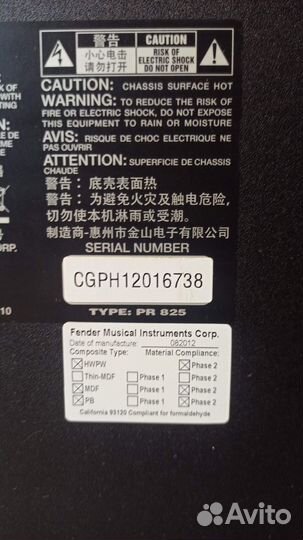 警告
小心电击
请勿打开
CAUTION
RISK OF
ELECTRIC SHOCK
DO NOT OPEN
CAUTION: CHASSIS SURFACE HOT
WARNING: TO REDUCE THE RISK OF
FIRE OR ELECTRIC SHOCK, DO NOT EXPOSE
THIS EQUIPMENT TO RAIN OR MOISTURE.
AVIS: RISQUE DE CHOC ELECTRIQUE NE
PAS OUVRIR
ATTENTION: SUPERFICIE DE CHASSIS
CHAUDE
警告：底壳表面热
警告：为避免火灾及触电危险，
切勿使本机淋雨或受潮。
制造商-惠州市金山电子有限公司
SERIAL NUMBER
CGPH12016738
TYPE: PR 825
Fender Musical Instruments Corp.
Date of manufacture: 082012
Composite Type: Material Compliance:
HWPW Phase 2
Thin-MDF Phase 1 Phase 2
MDF Phase 1 Phase 2
PB Phase 1 Phase 2
California 93120 Compliant for formaldehyde
ON:
CORP.
10
Avito